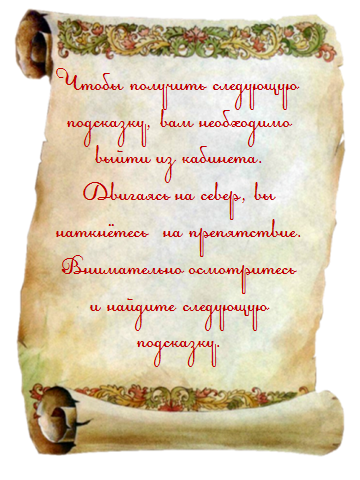 Чтобы получить следующую
подсказку, вам необходимо
выйти из кабинета.
Двигаясь на север, вы
наткнётесь на препятствие.
Внимательно осмотритесь
и найдите следующую
подсказку.